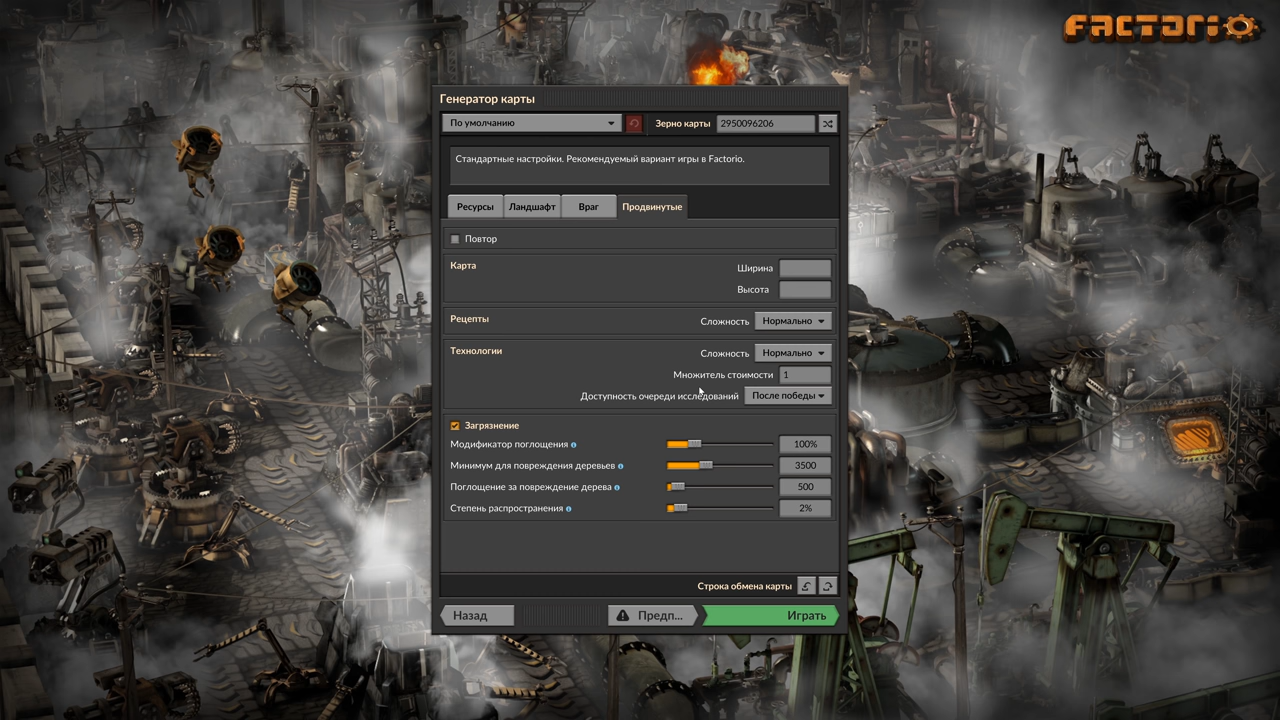 FACTORIO
Генератор карты
По умолчанию
Зерно карты 2950096206
Стандартные настройки. Рекомендуемый вариант игры в Factorio.
Ресурсы Ландшафт Враг Продвинутые
Повтор
Карта
Ширина
Высота
Рецепты
Сложность Нормально
Технологии
Сложность Нормально
Множитель стоимости 1
Доступность очереди исследований После победы
Загрязнение
Модификатор поглощения 100%
Минимум для повреждения деревьев 3500
Поглощение за повреждение дерева 500
Степень распространения 2%
Строка обмена карты
Назад Предп... Играть